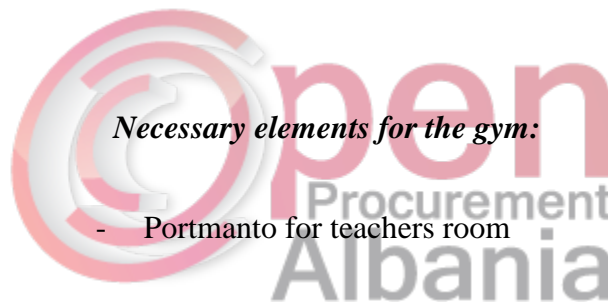 Open
Necessary elements for the gym:
Procurement
- Portmanto for teachers room
Albania